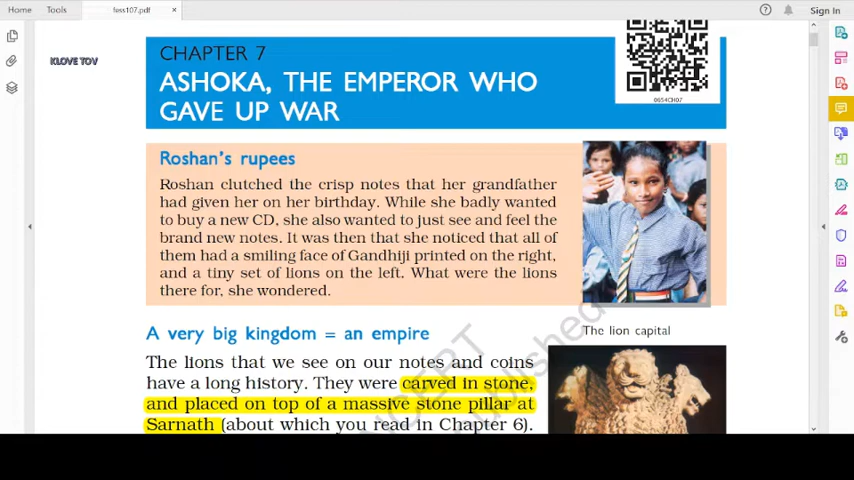 Home Tools fess107.pdf × Sign In
KLOVE TOV
CHAPTER 7
ASHOKA, THE EMPEROR WHO
GAVE UP WAR
0654CH07
Roshan's rupees
Roshan clutched the crisp notes that her grandfather
had given her on her birthday. While she badly wanted
to buy a new CD, she also wanted to just see and feel the
brand new notes. It was then that she noticed that all of
them had a smiling face of Gandhiji printed on the right,
and a tiny set of lions on the left. What were the lions
there for, she wondered.
A very big kingdom = an empire
The lion capital
The lions that we see on our notes and coins
have a long history. They were carved in stone,
and placed on top of a massive stone pillar at
Sarnath (about which you read in Chapter 6).